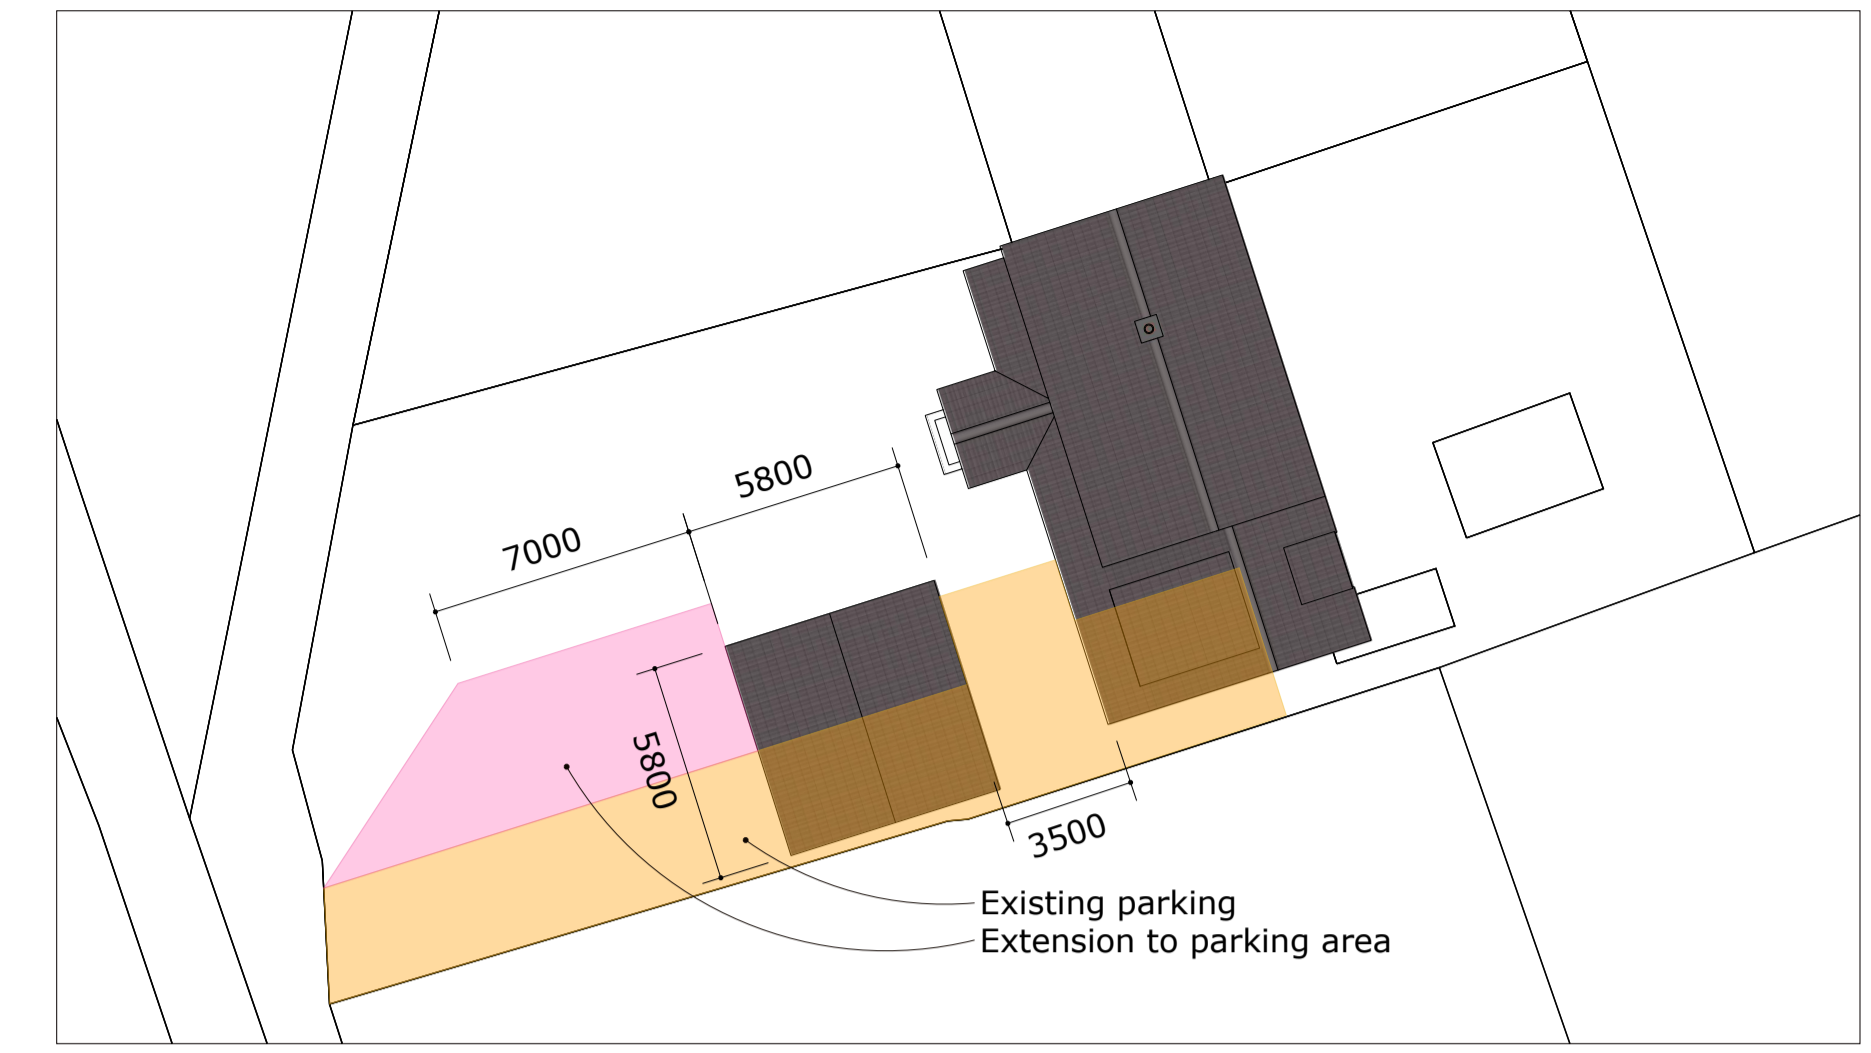 5800
7000
5800
3500
Existing parking
Extension to parking area